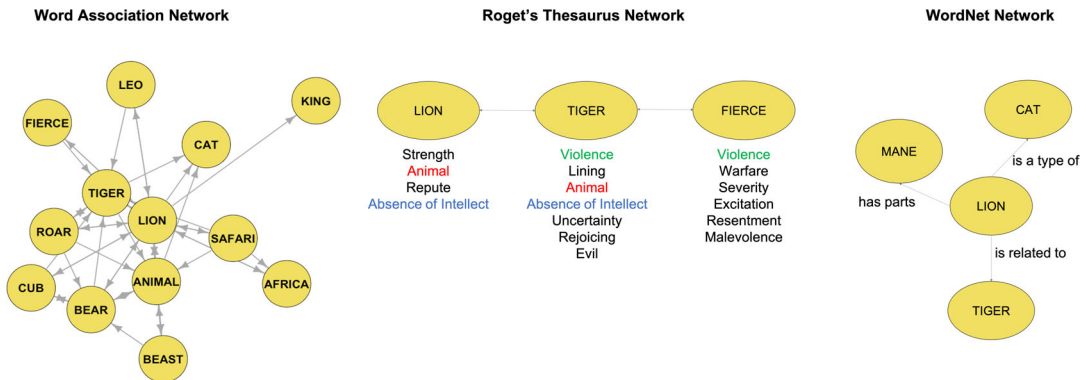 Word Association Network
LEO
KING
FIERCE
CAT
TIGER
LION
ROAR
SAFARI
ANIMAL
CUB
AFRICA
BEAR
BEAST
Roget's Thesaurus Network
LION
TIGER
FIERCE
Strength
Animal
Repute
Absence of Intellect
Violence
Lining
Animal
Absence of Intellect
Uncertainty
Rejoicing
Evil
Violence
Warfare
Severity
Excitation
Resentment
Malevolence
WordNet Network
CAT
MANE
is a type of
has parts
LION
is related to
TIGER